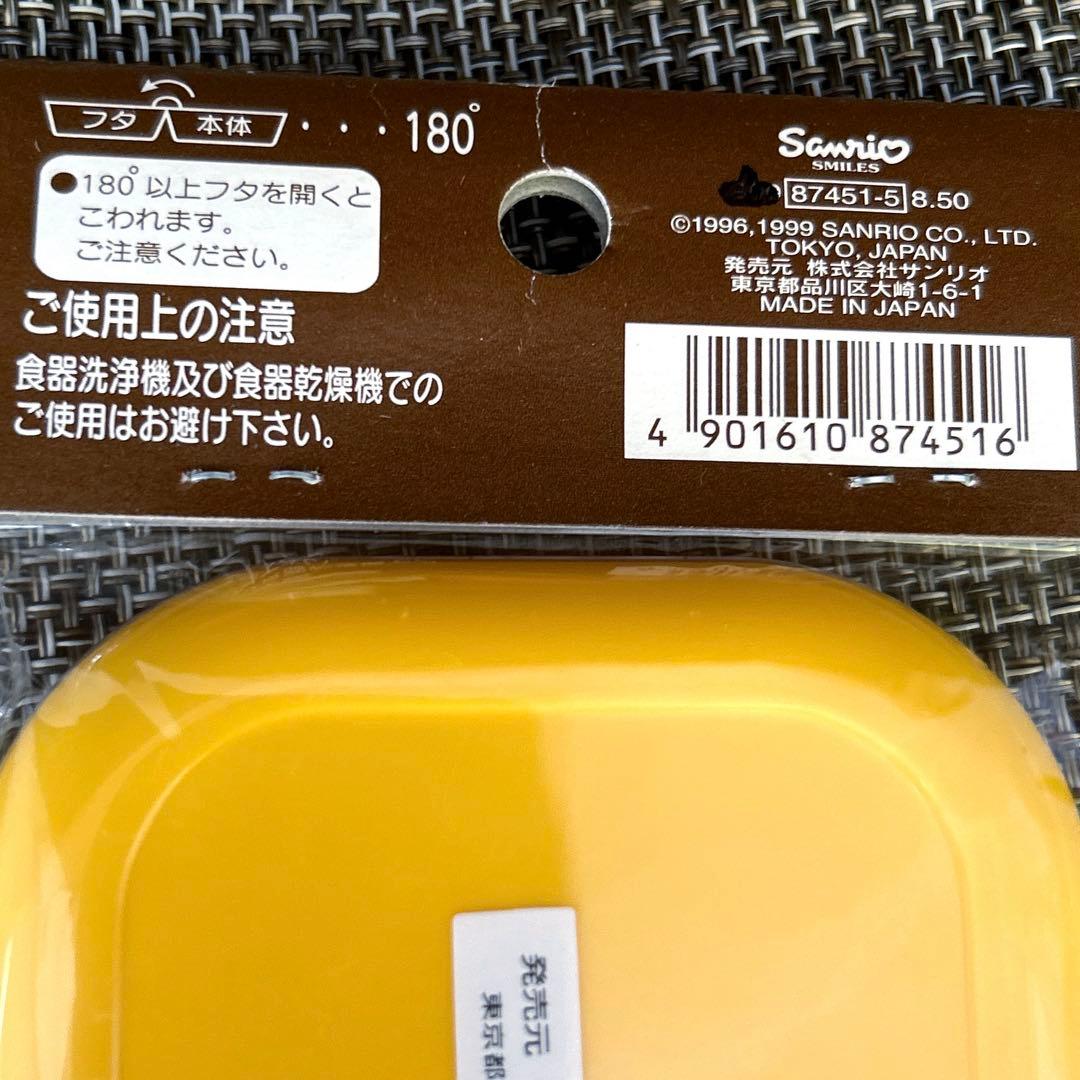 フタ 本体 ・・・180°
●180°以上フタを開くと
こわれます。
ご注意ください。
ご使用上の注意
食器洗浄機及び食器乾燥機での
ご使用はお避け下さい。
Sanrio
SMILES
87451-5 8.50
©1996,1999 SANRIO CO., LTD.
TOKYO, JAPAN
発売元 株式会社サンリオ
東京都品川区大崎1-6-1
MADE IN JAPAN
4 901610 874516
発売元
東京都